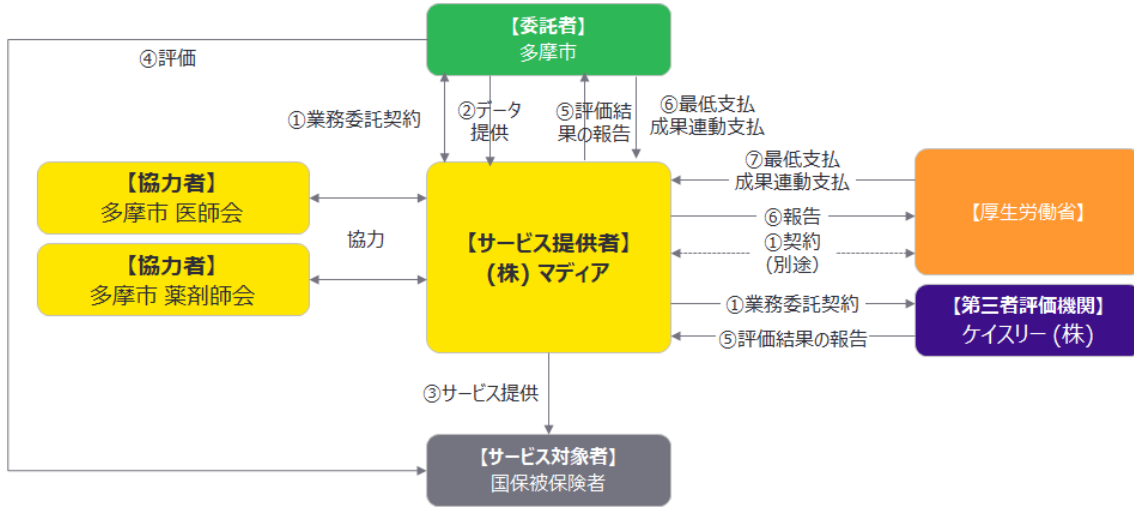 【委託者】
多摩市
④評価
①業務委託契約
②データ
提供
⑤評価結
果の報告
⑥最低支払
成果連動支払
【協力者】
多摩市 医師会
協力
【協力者】
多摩市 薬剤師会
【サービス提供者】
(株) マディア
⑦最低支払
成果連動支払
⑥報告
①契約
(別途)
【厚生労働省】
①業務委託契約
⑤評価結果の報告
【第三者評価機関】
ケイスリー (株)
③サービス提供
【サービス対象者】
国保被保険者